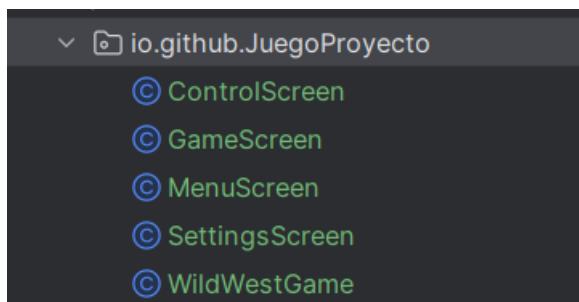 io.github.JuegoProyecto
C ControlScreen
C GameScreen
C MenuScreen
C SettingsScreen
C WildWestGame